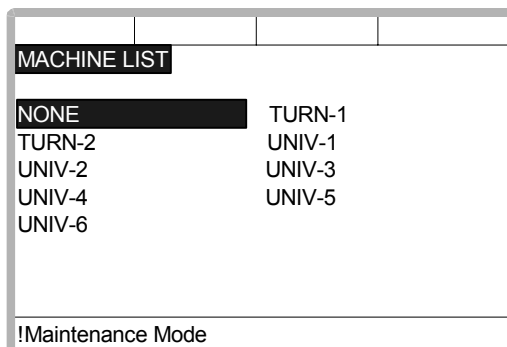 MACHINE LIST
NONE TURN-1
TURN-2 UNIV-1
UNIV-2 UNIV-3
UNIV-4 UNIV-5
UNIV-6
!Maintenance Mode